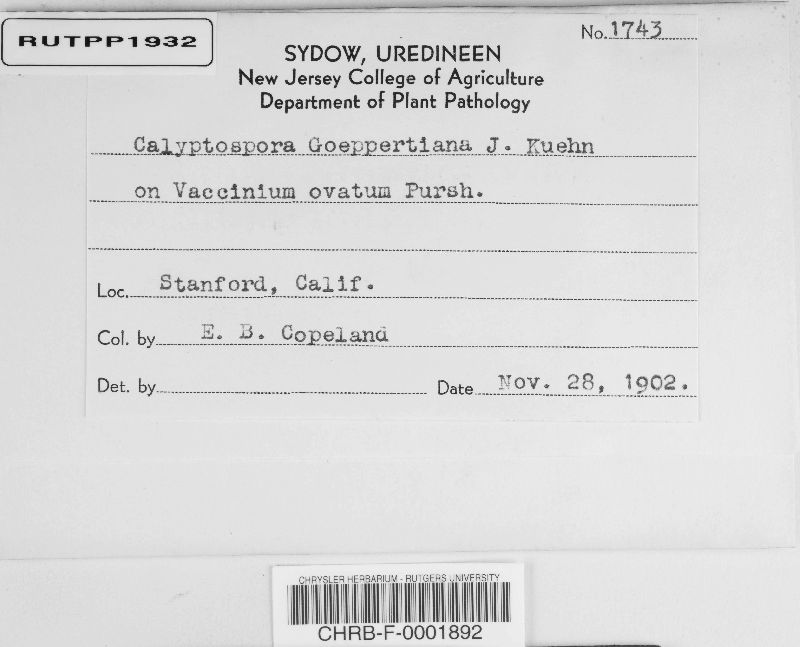 RUTPP1932
No. 1743
SYDOW, UREDINEEN
New Jersey College of Agriculture
Department of Plant Pathology
Calyptospora Goeppertiana J. Kuehn
on Vaccinium ovatum Pursh.
Loc. Stanford, Calif.
Col. by E. B. Copeland
Det. by Date Nov. 28, 1902.
CHRYSLER HERBARIUM - RUTGERS UNIVERSITY
CHRB-F-0001892